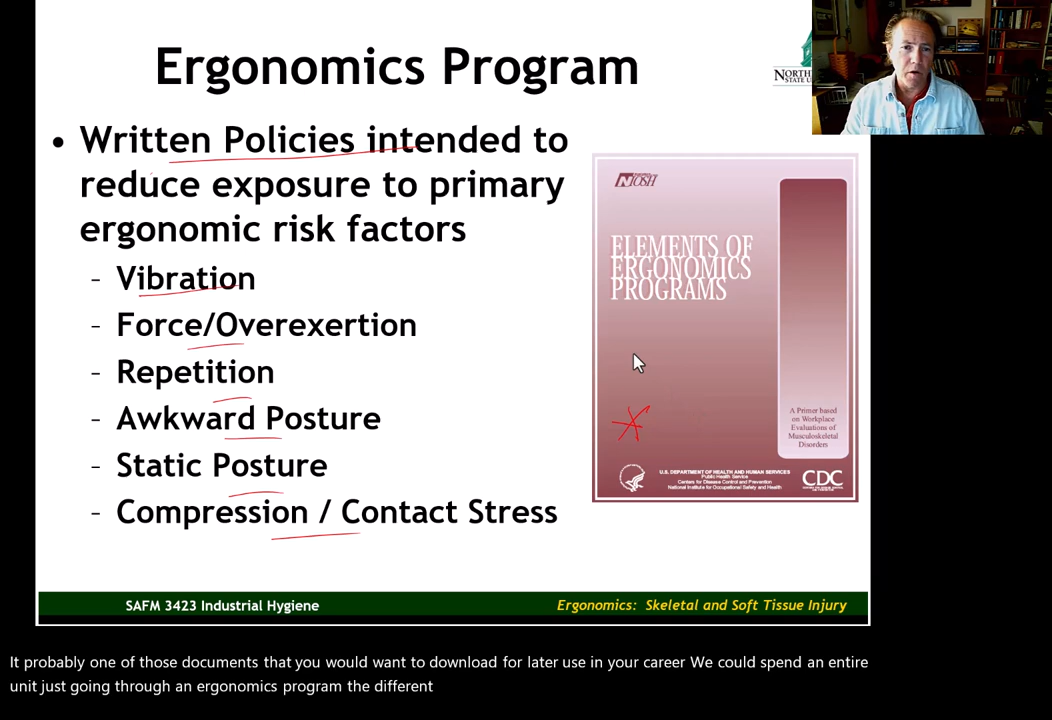 Ergonomics Program
• Written Policies intended to
reduce exposure to primary
ergonomic risk factors
– Vibration
– Force/Overexertion
– Repetition
– Awkward Posture
– Static Posture
– Compression / Contact Stress
NIOSH
ELEMENTS OF
ERGONOMICS
PROGRAMS
A Primer based
on Workplace
Evaluations of
Musculoskeletal
Disorders
U.S. DEPARTMENT OF HEALTH AND HUMAN SERVICES
Public Health Service
Centers for Disease Control and Prevention
National Institute for Occupational Safety and Health
CDC
SAFM 3423 Industrial Hygiene
Ergonomics: Skeletal and Soft Tissue Injury
It probably one of those documents that you would want to download for later use in your career We could spend an entire
unit just going through an ergonomics program the different